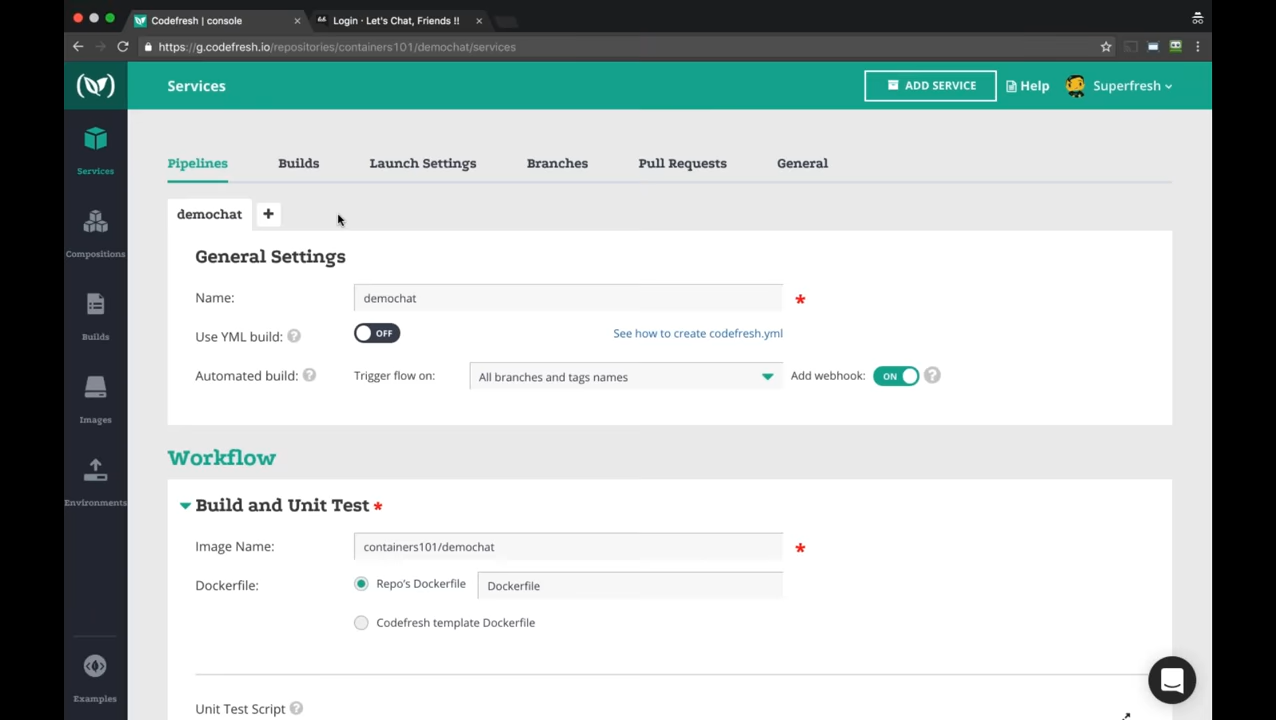 Codefresh | console
Login · Let's Chat, Friends !!
https://g.codefresh.io/repositories/containers101/demochat/services
Services
ADD SERVICE
Help
Superfresh
Services
Compositions
Builds
Images
Environments
Examples
Pipelines
Builds
Launch Settings
Branches
Pull Requests
General
demochat
+
General Settings
Name:
demochat
*
Use YML build: ?
OFF
See how to create codefresh.yml
Automated build: ?
Trigger flow on:
All branches and tags names
Add webhook:
ON
?
Workflow
Build and Unit Test *
Image Name:
containers101/demochat
*
Dockerfile:
Repo's Dockerfile
Dockerfile
Codefresh template Dockerfile
Unit Test Script ?